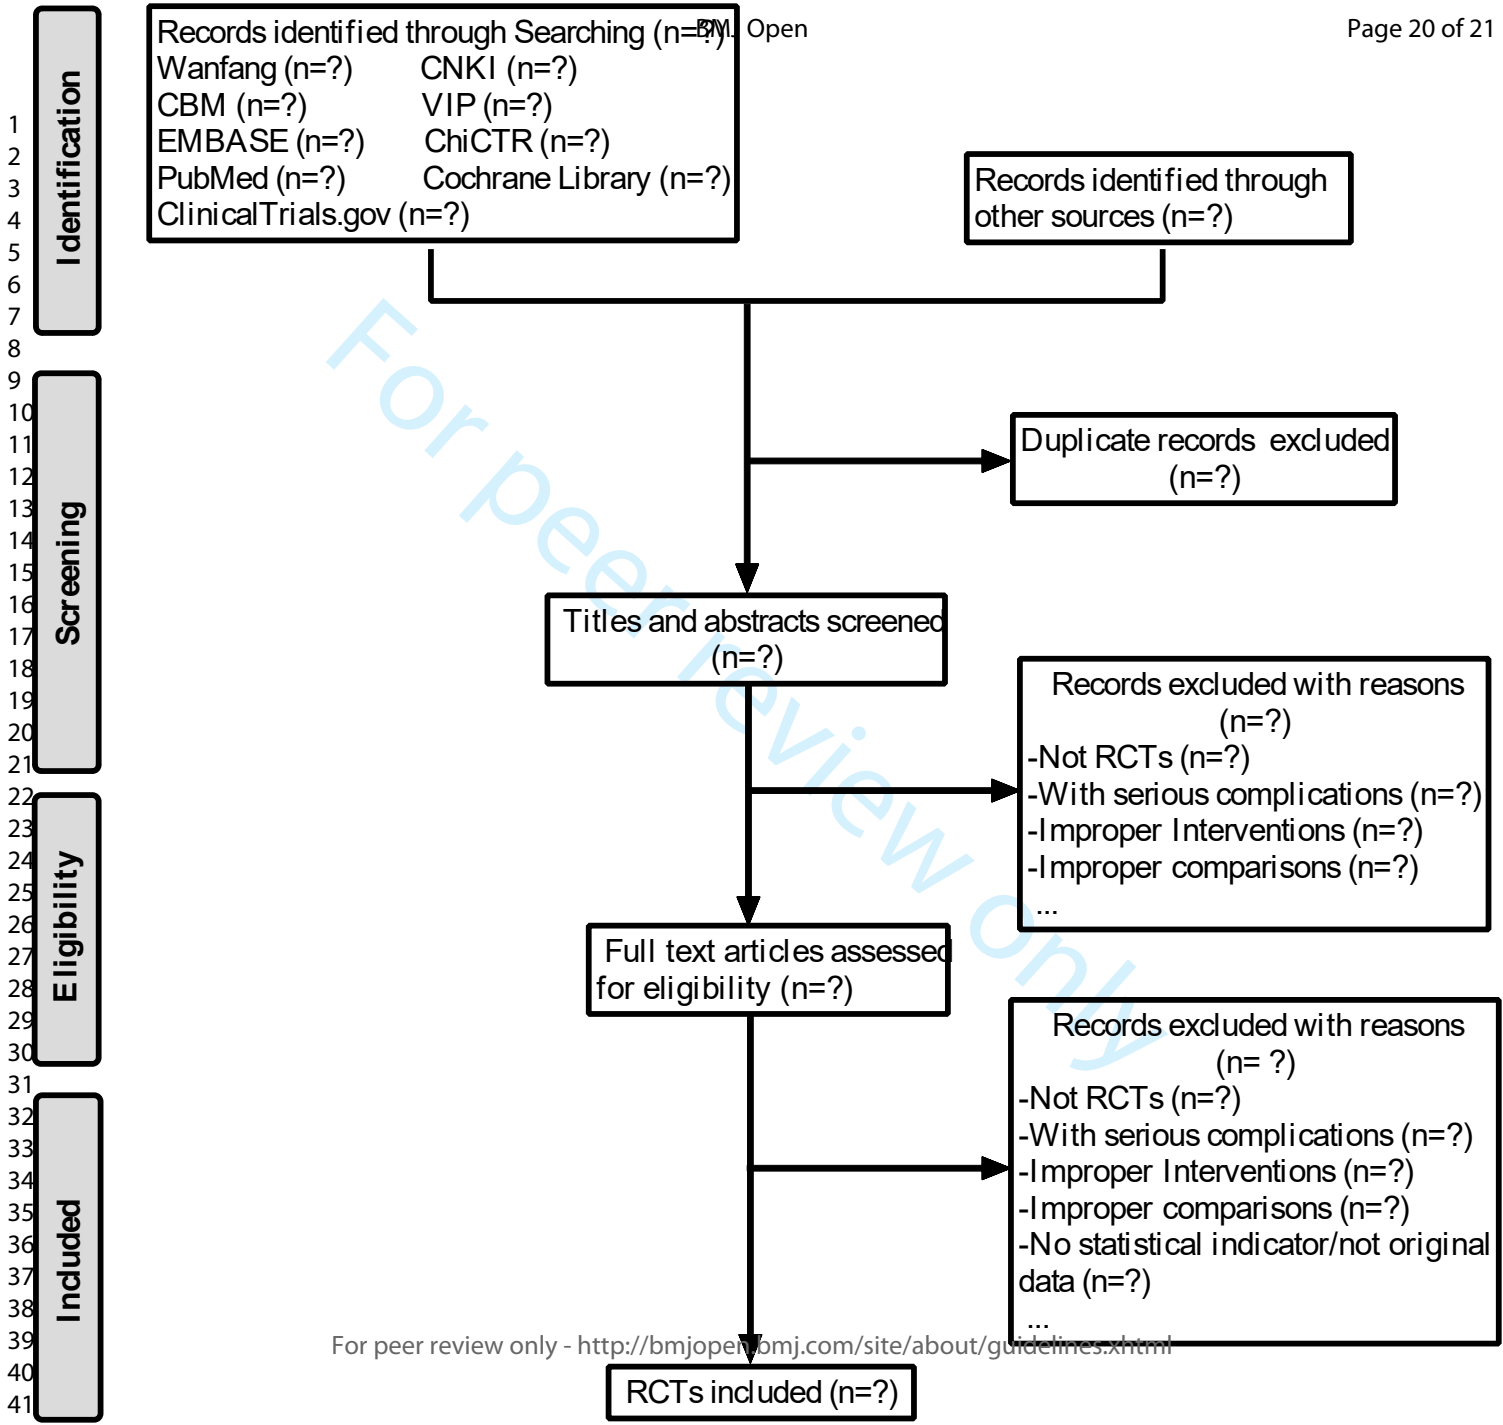 BMJ Open
Page 20 of 21
1
2
3
4
5
6
7
8
9
10
11
12
13
14
15
16
17
18
19
20
21
22
23
24
25
26
27
28
29
30
31
32
33
34
35
36
37
38
39
40
41
Identification
Records identified through Searching (n=?)
Wanfang (n=?) CNKI (n=?)
CBM (n=?) VIP (n=?)
EMBASE (n=?) ChiCTR (n=?)
PubMed (n=?) Cochrane Library (n=?)
ClinicalTrials.gov (n=?)
Records identified through
other sources (n=?)
Screening
Duplicate records excluded
(n=?)
Titles and abstracts screened
(n=?)
Records excluded with reasons
(n=?)
-Not RCTs (n=?)
-With serious complications (n=?)
-Improper Interventions (n=?)
-Improper comparisons (n=?)
...
Eligibility
Full text articles assessed
for eligibility (n=?)
Records excluded with reasons
(n= ?)
-Not RCTs (n=?)
-With serious complications (n=?)
-Improper Interventions (n=?)
-Improper comparisons (n=?)
-No statistical indicator/not original
data (n=?)
...
Included
RCTs included (n=?)
For peer review only
For peer review only - http://bmjopen.bmj.com/site/about/guidelines.xhtml